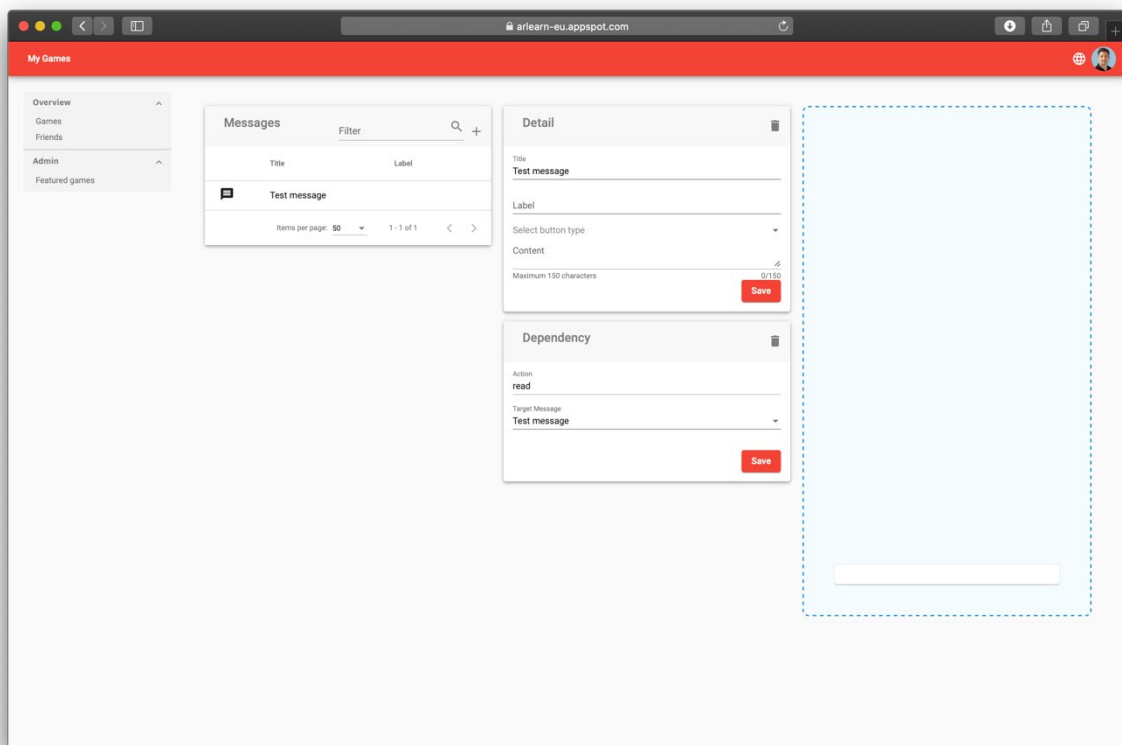 arlearn-eu.appspot.com
My Games
Overview
Games
Friends
Admin
Featured games
Messages
Filter
Title Label
Test message
Items per page: 50 1 - 1 of 1
Detail
Title
Test message
Label
Select button type
Content
Maximum 150 characters 0/150
Save
Dependency
Action
read
Target Message
Test message
Save